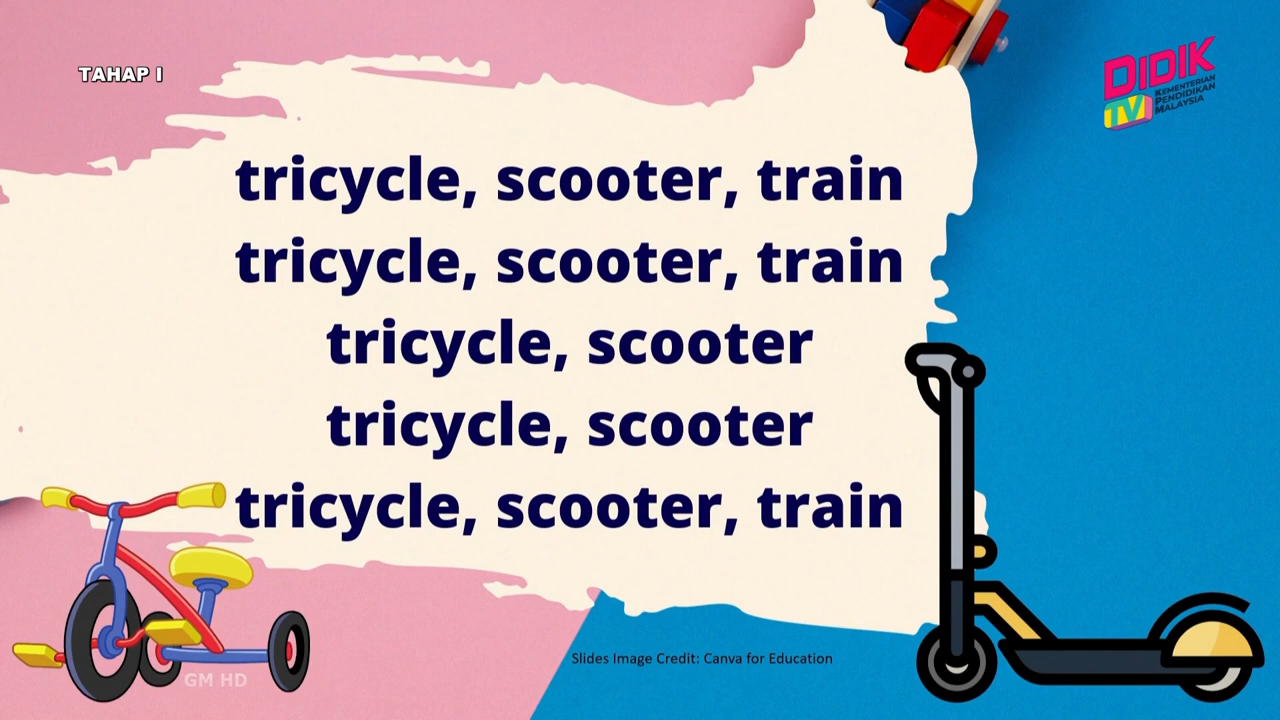 TAHAP I
DIDIK
TV KEMENTERIAN
PENDIDIKAN
MALAYSIA
tricycle, scooter, train
tricycle, scooter, train
tricycle, scooter
tricycle, scooter
tricycle, scooter, train
Slides Image Credit: Canva for Education
GM HD